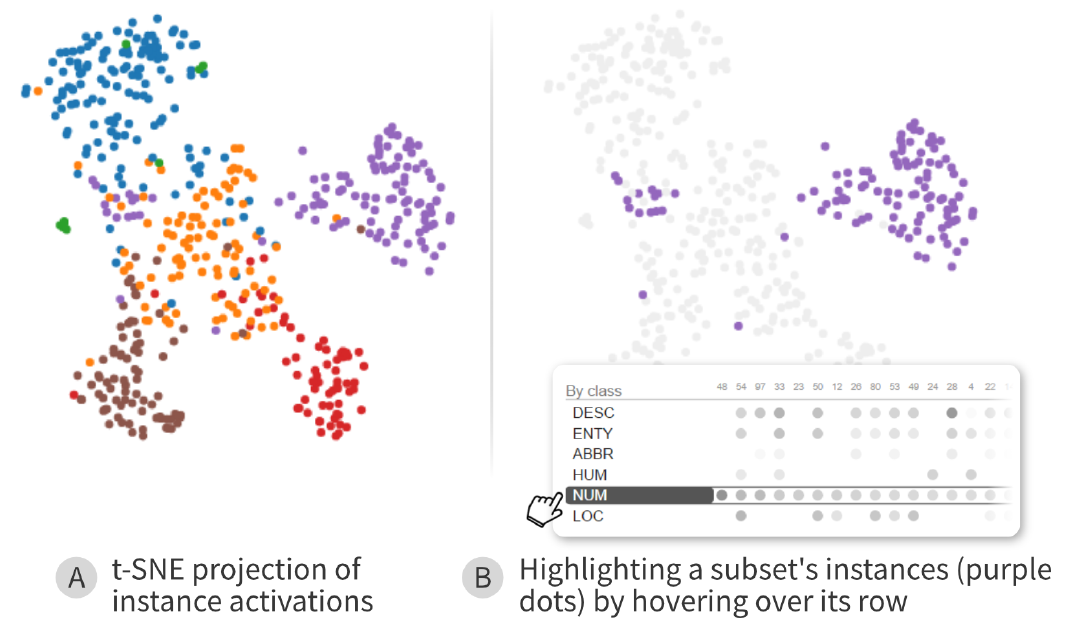 By class 48 54 97 33 23 50 12 26 80 53 49 24 28 4 22
DESC
ENTY
ABBR
HUM
NUM
LOC
A t-SNE projection of
instance activations
B Highlighting a subset's instances (purple
dots) by hovering over its row